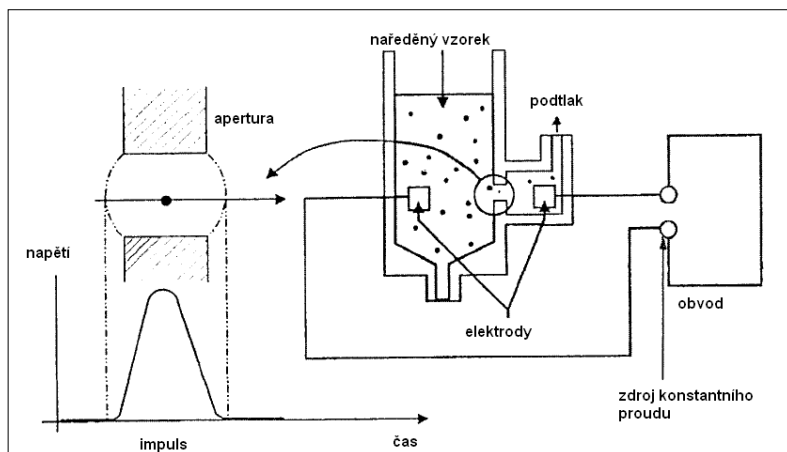 naředěný vzorek
podtlak
apertura
napětí
elektrody
obvod
zdroj konstantního
proudu
impuls
čas